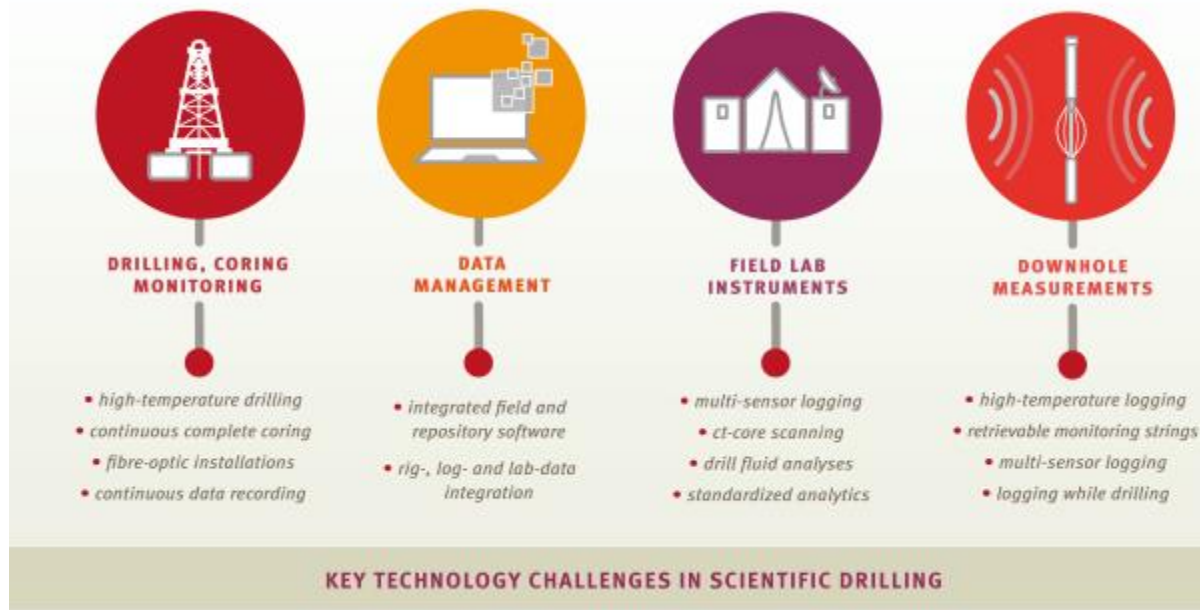 DRILLING, CORING
MONITORING
• high-temperature drilling
• continuous complete coring
• fibre-optic installations
• continuous data recording
DATA
MANAGEMENT
• integrated field and
repository software
• rig-, log- and lab-data
integration
FIELD LAB
INSTRUMENTS
• multi-sensor logging
• ct-core scanning
• drill fluid analyses
• standardized analytics
DOWNHOLE
MEASUREMENTS
• high-temperature logging
• retrievable monitoring strings
• multi-sensor logging
• logging while drilling
KEY TECHNOLOGY CHALLENGES IN SCIENTIFIC DRILLING